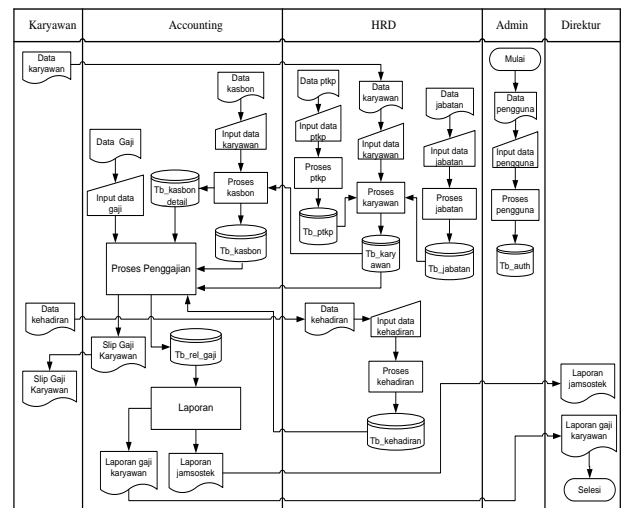 Karyawan
Accounting
HRD
Admin
Direktur
Data
karyawan
Data
kasbon
Input data
karyawan
Data Gaji
Input data
gaji
Tb_kasbon
detail
Proses
kasbon
Tb_kasbon
Proses Penggajian
Data ptkp
Input data
ptkp
Proses
ptkp
Tb_ptkp
Data
karyawan
Input data
karyawan
Proses
karyawan
Tb_kary
awan
Data
jabatan
Input data
jabatan
Proses
jabatan
Tb_jabatan
Mulai
Data
pengguna
Input data
pengguna
Proses
pengguna
Tb_auth
Data
kehadiran
Data
kehadiran
Input data
kehadiran
Proses
kehadiran
Tb_kehadiran
Slip Gaji
Karyawan
Slip Gaji
Karyawan
Tb_rel_gaji
Laporan
Laporan gaji
karyawan
Laporan
jamsostek
Laporan
jamsostek
Laporan gaji
karyawan
Selesi